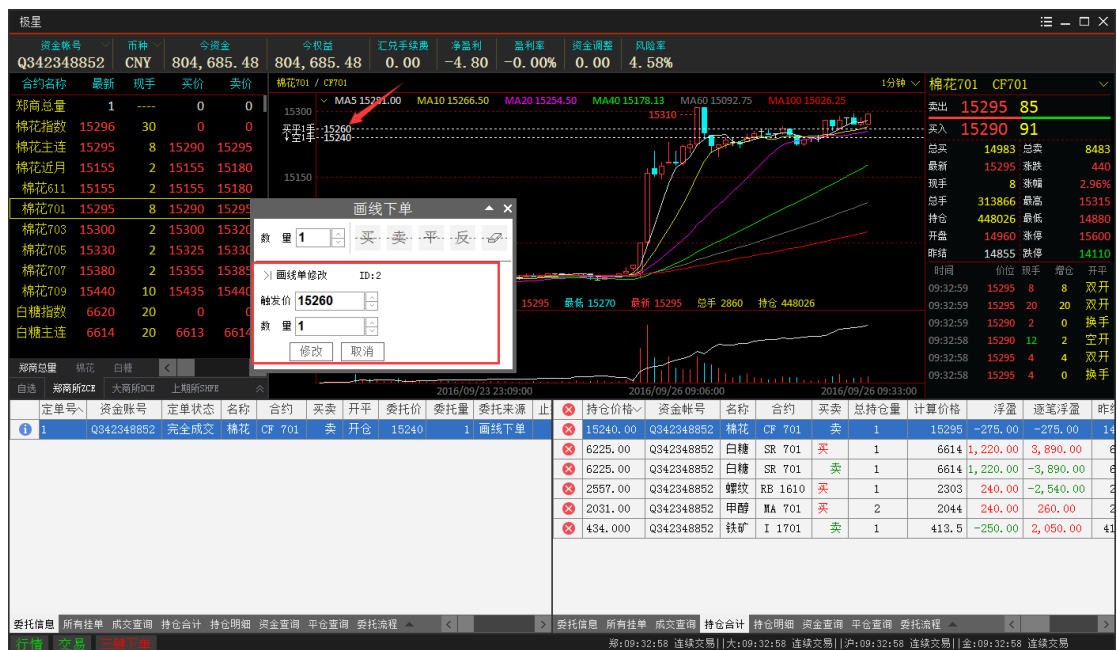 极星
资金帐号 币种 今资金 今权益 汇兑手续费 净盈利 盈利率 资金调整 风险率
Q342348852 CNY 804,685.48 804,685.48 0.00 -4.80 -0.00% 0.00 4.58%
合约名称 最新 现手 买价 卖价
郑商总量 1 ---- 0 0
棉花指数 15296 30 0 0
棉花主连 15295 8 15290 15295
棉花近月 15155 2 15155 15180
棉花611 15155 2 15155 15180
棉花701 15295 8 15290 15295
棉花703 15300 2 15300 15320
棉花705 15330 2 15325 15330
棉花707 15380 2 15355 15385
棉花709 15440 10 15435 15440
白糖指数 6620 20 0 0
白糖主连 6614 20 6613 6614
郑商总量 棉花 白糖 <
自选 郑商所ZCE 大商所DCE 上期所SHFE
棉花701 / CF701 1分钟
MA5 15291.00 MA10 15266.50 MA20 15254.50 MA40 15178.13 MA60 15092.75 MA100 15026.25
15300
15310
买平1手 15260
空1手 15240
15150
15295 最低 15270 最新 15295 总手 2860 持仓 448026
2016/09/23 23:09:00 2016/09/26 09:06:00 2016/09/26 09:33:00
画线下单
数 量 1 买 卖 平 反
画线单修改 ID:2
触发价 15260
数 量 1
修改 取消
棉花701 CF701
卖出 15295 85
买入 15290 91
总买 14983 总卖 8483
最新 15295 涨跌 440
现手 8 涨幅 2.96%
总手 313866 最高 15315
持仓 448026 最低 14880
开盘 14960 涨停 15600
昨结 14855 跌停 14110
时间 价位 现手 增仓 开平
09:32:59 15295 8 8 双开
09:32:59 15295 20 20 双开
09:32:59 15290 2 0 换手
09:32:58 15290 12 2 空开
09:32:58 15295 4 4 双开
09:32:58 15295 4 0 换手
定单号 资金账号 定单状态 名称 合约 买卖 开平 委托价 委托量 委托来源 止
1 Q342348852 完全成交 棉花 CF 701 卖 开仓 15240 1 画线下单
持仓价格 资金帐号 名称 合约 买卖 总持仓量 计算价格 浮盈 逐笔浮盈 昨
15240.00 Q342348852 棉花 CF 701 卖 1 15295 -275.00 -275.00 14
6225.00 Q342348852 白糖 SR 701 买 1 6614 1,220.00 3,890.00 6
6225.00 Q342348852 白糖 SR 701 卖 1 6614 1,220.00 -3,890.00 6
2557.00 Q342348852 螺纹 RB 1610 买 1 2303 240.00 -2,540.00 2
2031.00 Q342348852 甲醇 MA 701 买 2 2044 240.00 260.00 2
434.000 Q342348852 铁矿 I 1701 卖 1 413.5 -250.00 2,050.00 41
委托信息 所有挂单 成交查询 持仓合计 持仓明细 资金查询 平仓查询 委托流程 < >
委托信息 所有挂单 成交查询 持仓合计 持仓明细 资金查询 平仓查询 委托流程 < >
行情 交易 三键下单
郑:09:32:58 连续交易||大:09:32:58 连续交易||沪:09:32:58 连续交易||金:09:32:58 连续交易